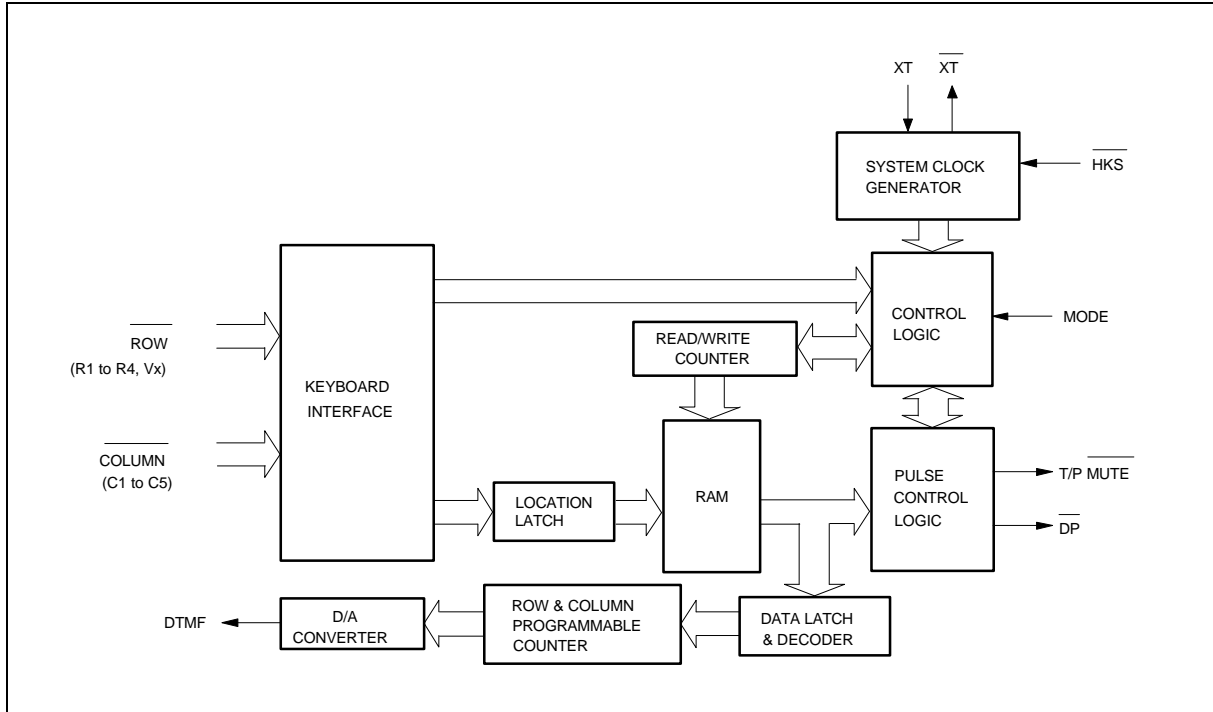 XT XT
SYSTEM CLOCK
GENERATOR
HKS
ROW
(R1 to R4, Vx)
COLUMN
(C1 to C5)
KEYBOARD
INTERFACE
READ/WRITE
COUNTER
CONTROL
LOGIC
MODE
LOCATION
LATCH
RAM
PULSE
CONTROL
LOGIC
T/P MUTE
DP
DTMF
D/A
CONVERTER
ROW & COLUMN
PROGRAMMABLE
COUNTER
DATA LATCH
& DECODER